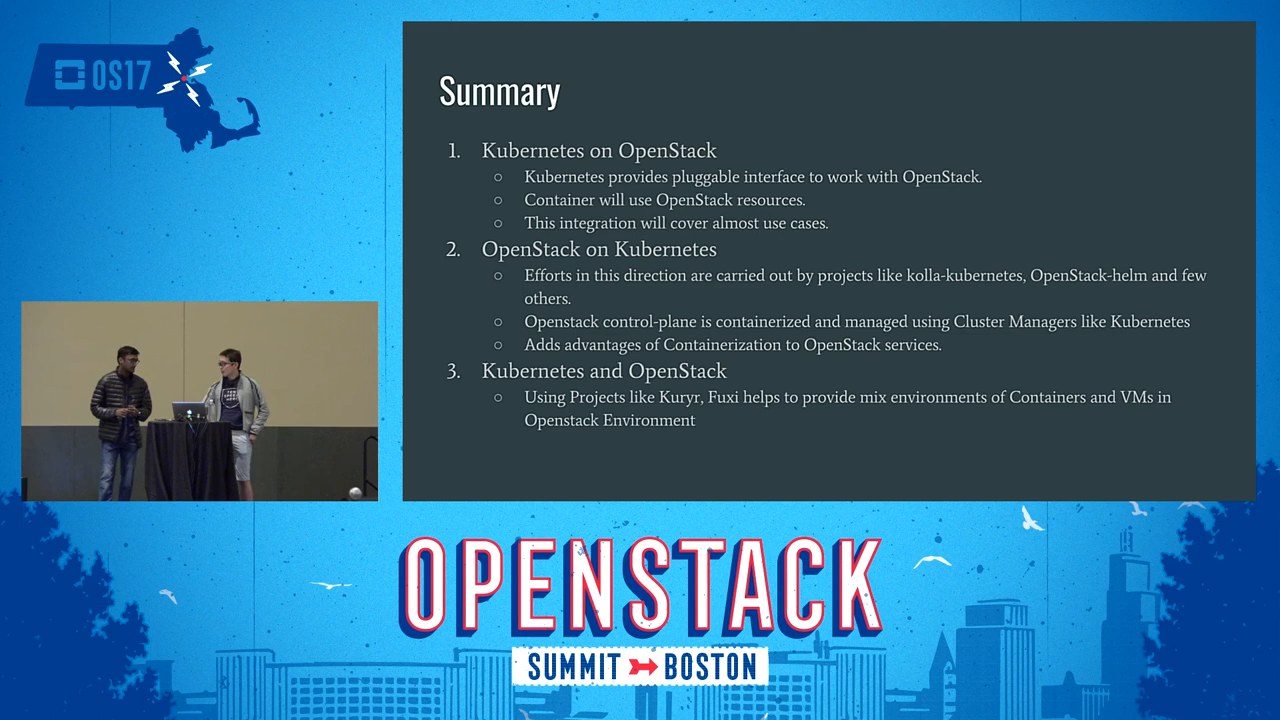 OS17
Summary
1. Kubernetes on OpenStack
○ Kubernetes provides pluggable interface to work with OpenStack.
○ Container will use OpenStack resources.
○ This integration will cover almost use cases.
2. OpenStack on Kubernetes
○ Efforts in this direction are carried out by projects like kolla-kubernetes, OpenStack-helm and few
others.
○ Openstack control-plane is containerized and managed using Cluster Managers like Kubernetes
○ Adds advantages of Containerization to OpenStack services.
3. Kubernetes and OpenStack
○ Using Projects like Kuryr, Fuxi helps to provide mix environments of Containers and VMs in
Openstack Environment
OPENSTACK
SUMMIT BOSTON